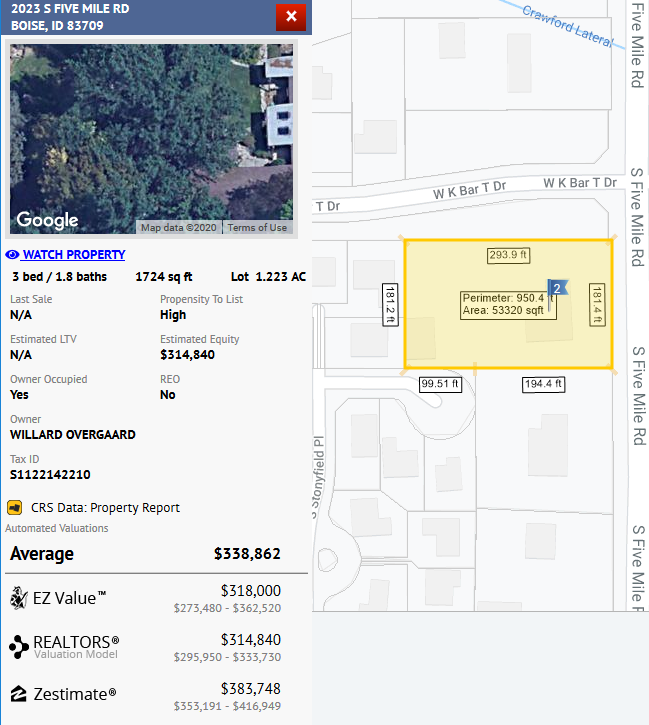 2023 S FIVE MILE RD
BOISE, ID 83709
Google
Map data ©2020
Terms of Use
WATCH PROPERTY
3 bed / 1.8 baths 1724 sq ft Lot 1.223 AC
Last Sale
N/A
Propensity To List
High
Estimated LTV
N/A
Estimated Equity
$314,840
Owner Occupied
Yes
REO
No
Owner
WILLARD OVERGAARD
Tax ID
S1122142210
CRS Data: Property Report
Automated Valuations
Average $338,862
EZ Value™ $318,000
$273,480 - $362,520
REALTORS® $314,840
Valuation Model $295,950 - $333,730
Zestimate® $383,748
$353,191 - $416,949
Crawford Lateral
Five Mile Rd
S Five Mile Rd
W K Bar T Dr
W K Bar T Dr
T Dr
293.9 ft
2
181.2 ft
Perimeter: 950.4 ft
Area: 53320 sqft
181.4 ft
99.51 ft
194.4 ft
S Five Mile Rd
S Stonyfield Pl
S Five Mile R